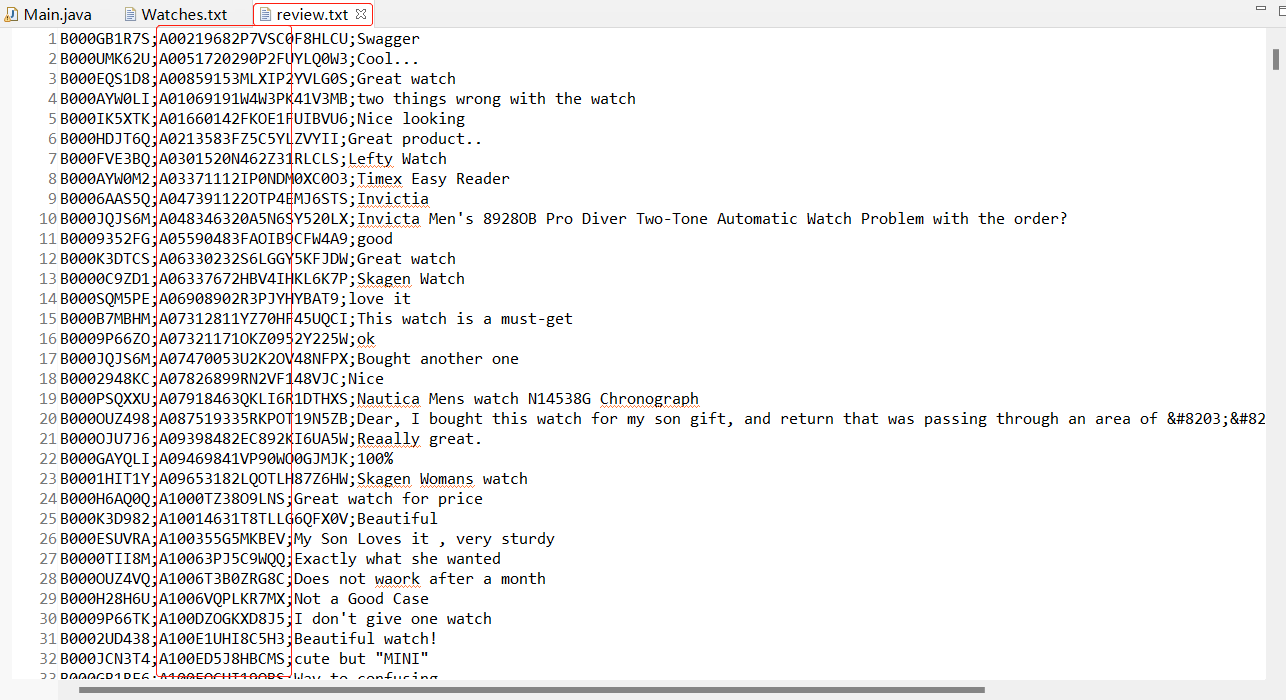 Main.java Watches.txt review.txt
1 B000GB1R7S;A00219682P7VSC0F8HLCU;Swagger
2 B000UMK62U;A0051720290P2FUYLQ0W3;Cool...
3 B000EQS1D8;A00859153MLXIP2YVLG0S;Great watch
4 B000AYW0LI;A01069191W4W3PK41V3MB;two things wrong with the watch
5 B000IK5XTK;A01660142FKOE1FUIBVU6;Nice looking
6 B000HDJT6Q;A0213583FZ5C5YLZVYII;Great product..
7 B000FVE3BQ;A0301520N462Z31RLCLS;Lefty Watch
8 B000AYW0M2;A03371112IP0NDM0XC0O3;Timex Easy Reader
9 B0006AAS5Q;A047391122OTP4EMJ6STS;Invictia
10 B000JQJS6M;A048346320A5N6SY520LX;Invicta Men's 8928OB Pro Diver Two-Tone Automatic Watch Problem with the order?
11 B0009352FG;A05590483FAOIB9CFW4A9;good
12 B000K3DTCS;A06330232S6LGGY5KFJDW;Great watch
13 B0000C9ZD1;A06337672HBV4IHKL6K7P;Skagen Watch
14 B000SQM5PE;A06908902R3PJYHYBAT9;love it
15 B000B7MBHM;A07312811YZ70HF45UQCI;This watch is a must-get
16 B0009P66ZO;A07321171OKZ0952Y225W;ok
17 B000JQJS6M;A07470053U2K2OV48NFPX;Bought another one
18 B0002948KC;A07826899RN2VF148VJC;Nice
19 B000PSQXXU;A07918463QKLI6R1DTHXS;Nautica Mens watch N14538G Chronograph
20 B000OUZ498;A087519335RKPOT19N5ZB;Dear, I bought this watch for my son gift, and return that was passing through an area of &#8203;&#82
21 B000OJU7J6;A09398482EC892KI6UA5W;Reaally great.
22 B000GAYQLI;A09469841VP90WO0GJMJK;100%
23 B0001HIT1Y;A09653182LQOTLH87Z6HW;Skagen Womans watch
24 B000H6AQ0Q;A1000TZ38O9LNS;Great watch for price
25 B000K3D982;A10014631T8TLLG6QFX0V;Beautiful
26 B000ESUVRA;A100355G5MKBEV;My Son Loves it , very sturdy
27 B0000TII8M;A10063PJ5C9WQQ;Exactly what she wanted
28 B000OUZ4VQ;A1006T3B0ZRG8C;Does not waork after a month
29 B000H28H6U;A1006VQPLKR7MX;Not a Good Case
30 B0009P66TK;A100DZOGKXD8J5;I don't give one watch
31 B0002UD438;A100E1UHI8C5H3;Beautiful watch!
32 B000JCN3T4;A100ED5J8HBCMS;cute but "MINI"
33 Way to confusing